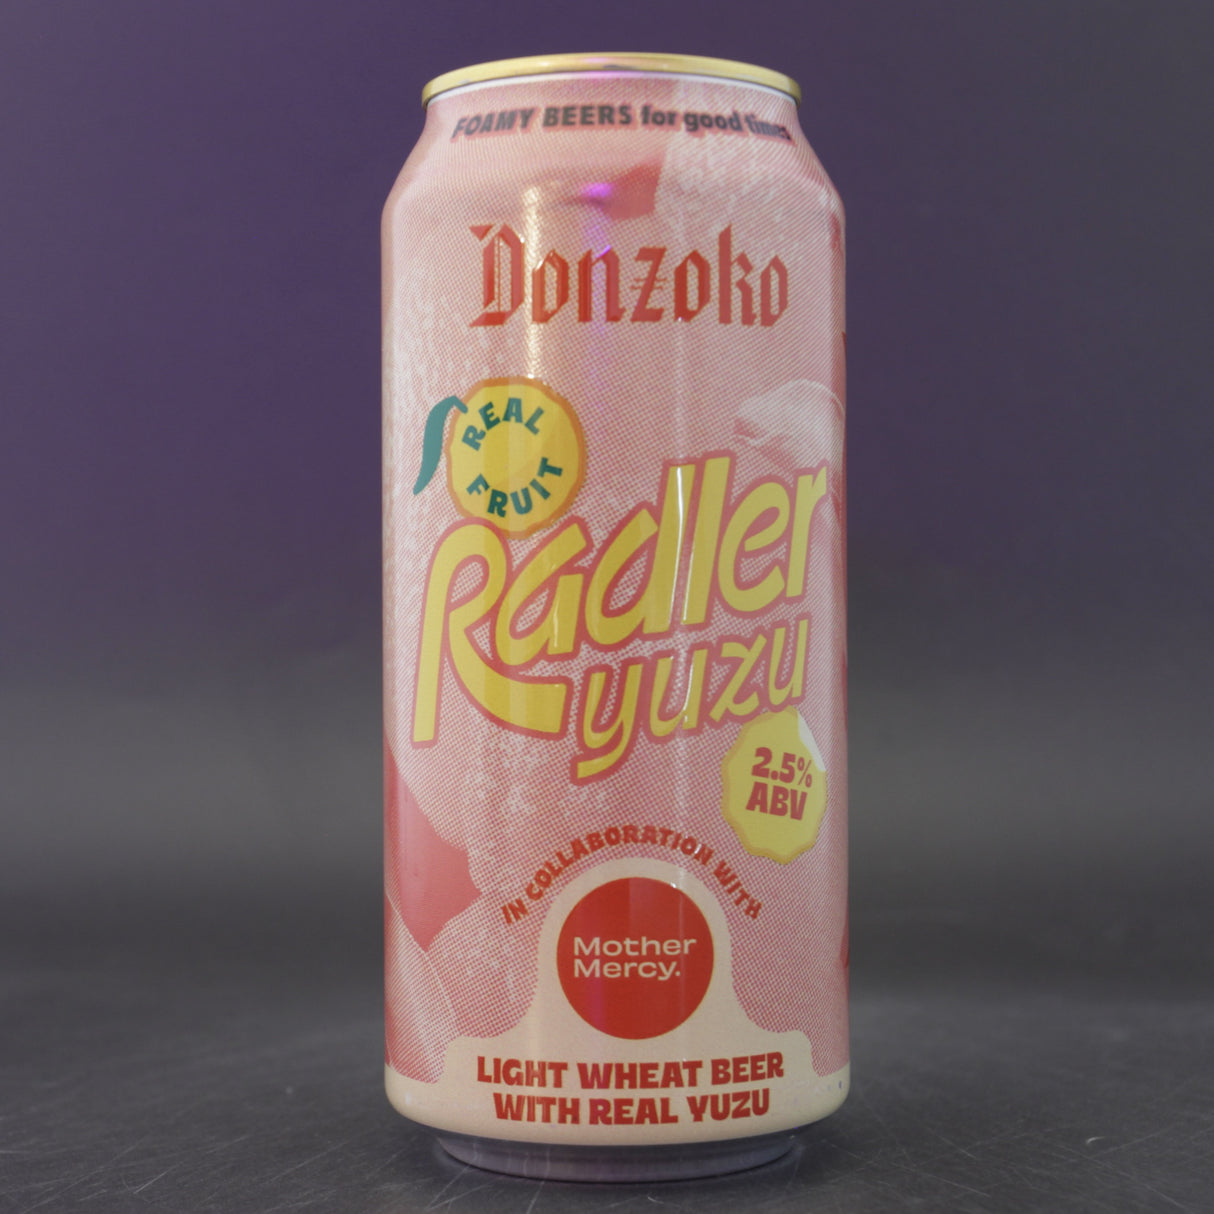 FOAMY BEERS for good times
Donzoko
REAL
FRUIT
Radler
yuzu
2.5%
ABV
IN COLLABORATION WITH
Mother
Mercy.
LIGHT WHEAT BEER
WITH REAL YUZU